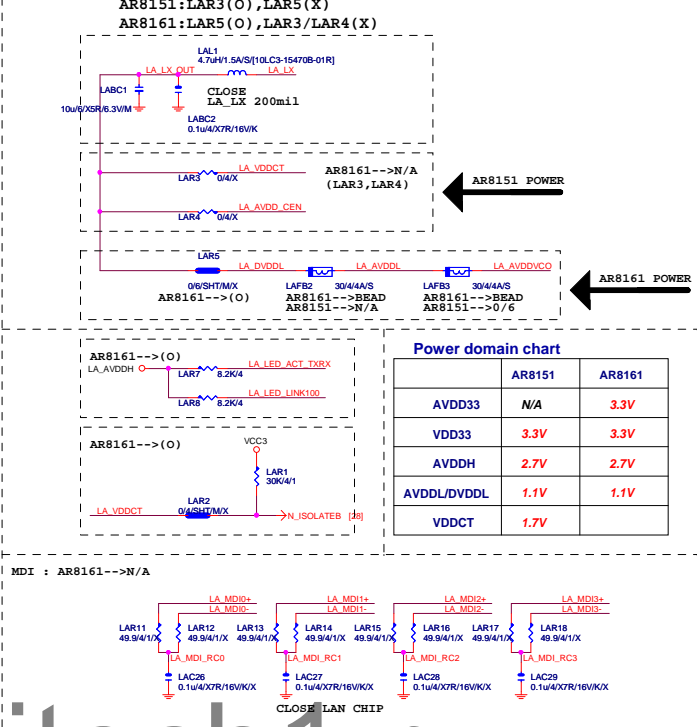 AR8151:LAR3(O),LAR5(X)
AR8161:LAR5(O),LAR3/LAR4(X)
LAL1
4.7uH/1.5A/S/[10LC3-15470B-01R]
LA_LX_OUT
LA_LX
LABC1
CLOSE
LA_LX 200mil
10u/6/X5R/6.3V/M
LABC2
0.1u/4/X7R/16V/K
LA_VDDCT
LAR3 0/4/X
AR8161-->N/A
(LAR3,LAR4)
AR8151 POWER
LA_AVDD_CEN
LAR4 0/4/X
LAR5
LA_DVDDL
LA_AVDDL
LA_AVDDVCO
0/6/SHT/M/X
LAFB2 30/4/4A/S
LAFB3 30/4/4A/S
AR8161 POWER
AR8161-->(O)
AR8161-->BEAD
AR8151-->N/A
AR8161-->BEAD
AR8151-->0/6
AR8161-->(O)
LA_AVDDH
LA_LED_ACT_TXRX
LAR7 8.2K/4
LA_LED_LINK100
LAR8 8.2K/4
Power domain chart
AR8151 AR8161
AVDD33 N/A 3.3V
VDD33 3.3V 3.3V
AVDDH 2.7V 2.7V
AVDDL/DVDDL 1.1V 1.1V
VDDCT 1.7V
AR8161-->(O)
VCC3
LAR1
30K/4/1
LAR2
LA_VDDCT
0/4/SHT/M/X
N_ISOLATEB [28]
MDI : AR8161-->N/A
LA_MDI0+ LA_MDI1+ LA_MDI2+ LA_MDI3+
LA_MDI0- LA_MDI1- LA_MDI2- LA_MDI3-
LAR11 LAR12 LAR13 LAR14 LAR15 LAR16 LAR17 LAR18
49.9/4/1/X 49.9/4/1/X 49.9/4/1/X 49.9/4/1/X 49.9/4/1/X 49.9/4/1/X 49.9/4/1/X 49.9/4/1/X
LA_MDI_RC0 LA_MDI_RC1 LA_MDI_RC2 LA_MDI_RC3
LAC26 LAC27 LAC28 LAC29
0.1u/4/X7R/16V/K/X 0.1u/4/X7R/16V/K/X 0.1u/4/X7R/16V/K/X 0.1u/4/X7R/16V/K/X
CLOSE LAN CHIP